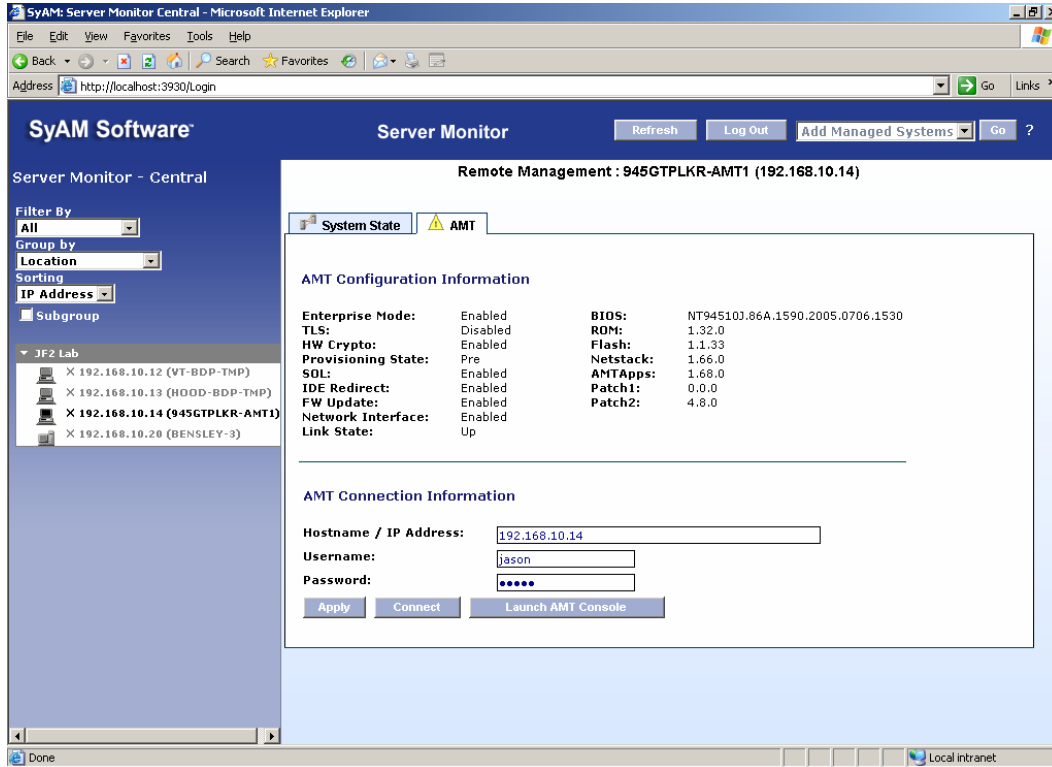 SyAM: Server Monitor Central - Microsoft Internet Explorer
File Edit View Favorites Tools Help
Back Search Favorites
Address http://localhost:3930/Login Go Links
SyAM Software
Server Monitor
Refresh Log Out Add Managed Systems Go ?
Server Monitor - Central
Filter By
All
Group by
Location
Sorting
IP Address
Subgroup
JF2 Lab
192.168.10.12 (VT-BDP-TMP)
192.168.10.13 (HOOD-BDP-TMP)
192.168.10.14 (945GTPLKR-AMT1)
192.168.10.20 (BENSLEY-3)
Remote Management : 945GTPLKR-AMT1 (192.168.10.14)
System State AMT
AMT Configuration Information
Enterprise Mode: Enabled BIOS: NT94510J.86A.1590.2005.0706.1530
TLS: Disabled ROM: 1.32.0
HW Crypto: Enabled Flash: 1.1.33
Provisioning State: Pre Netstack: 1.66.0
SOL: Enabled AMTApps: 1.68.0
IDE Redirect: Enabled Patch1: 0.0.0
FW Update: Enabled Patch2: 4.8.0
Network Interface: Enabled
Link State: Up
AMT Connection Information
Hostname / IP Address: 192.168.10.14
Username: jason
Password: •••••
Apply Connect Launch AMT Console
Done Local intranet